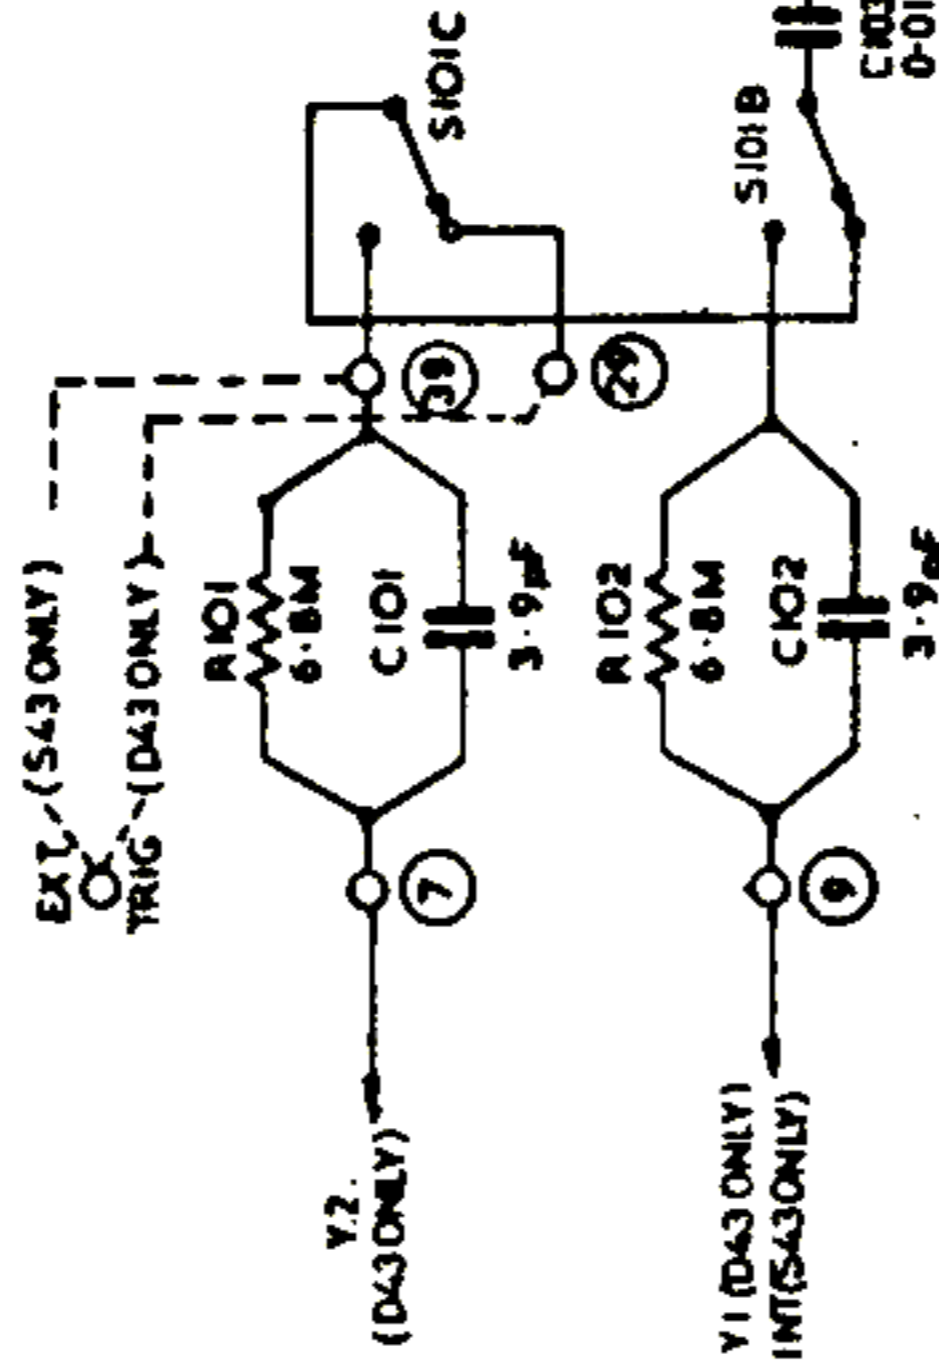 EXT. (S43 ONLY)
TRIG (D43 ONLY)
S101C
39
29
R101
6·8M
C101
3·9pF
7
Y.2.
(D43 ONLY)
S101B
C103
0·01
R102
6·8M
C102
3·9pF
9
Y1 (D43 ONLY)
INT (S43 ONLY)